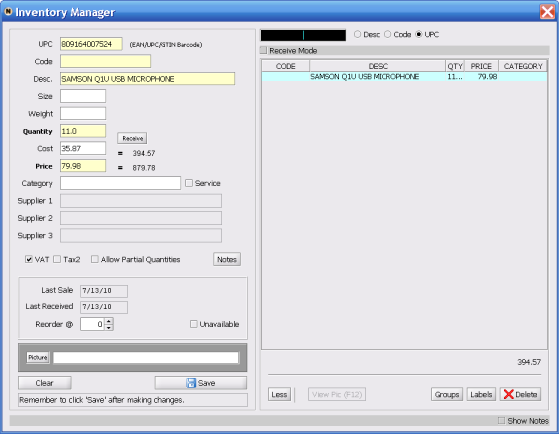 Inventory Manager
UPC 809164007524 (EAN/UPC/GTIN Barcode)
Code
Desc. SAMSON Q1U USB MICROPHONE
Size
Weight
Quantity 11.0 Receive
Cost 35.87 = 394.57
Price 79.98 = 879.78
Category Service
Supplier 1
Supplier 2
Supplier 3
VAT Tax2 Allow Partial Quantities Notes
Last Sale 7/13/10
Last Received 7/13/10
Reorder @ 0 Unavailable
Picture
Clear Save
Remember to click 'Save' after making changes.
Desc Code UPC
Receive Mode
CODE DESC QTY PRICE CATEGORY
SAMSON Q1U USB MICROPHONE 11... 79.98
394.57
Less View Pic (F12) Groups Labels Delete
Show Notes